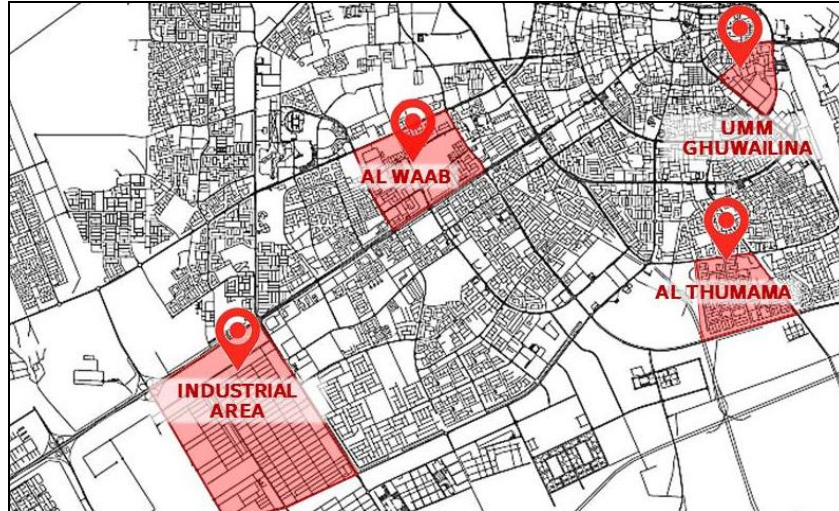 UMM
GHUWAILINA
AL WAAB
AL THUMAMA
INDUSTRIAL
AREA